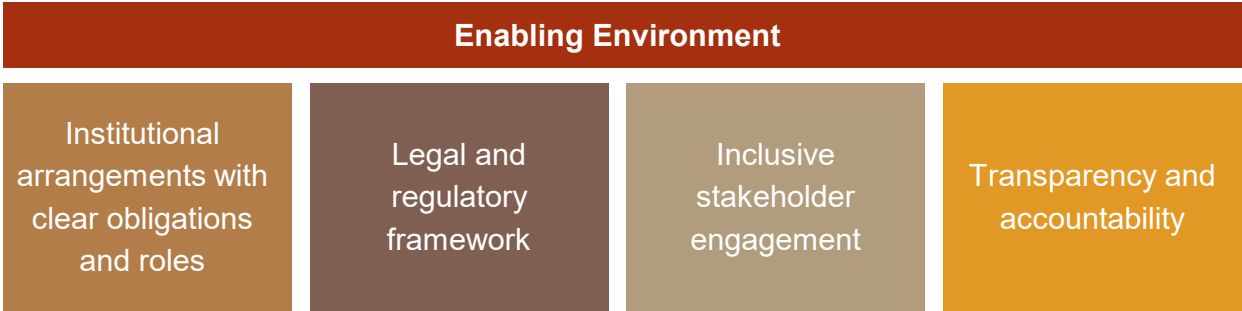 Enabling Environment
Institutional
arrangements with
clear obligations
and roles
Legal and
regulatory
framework
Inclusive
stakeholder
engagement
Transparency and
accountability